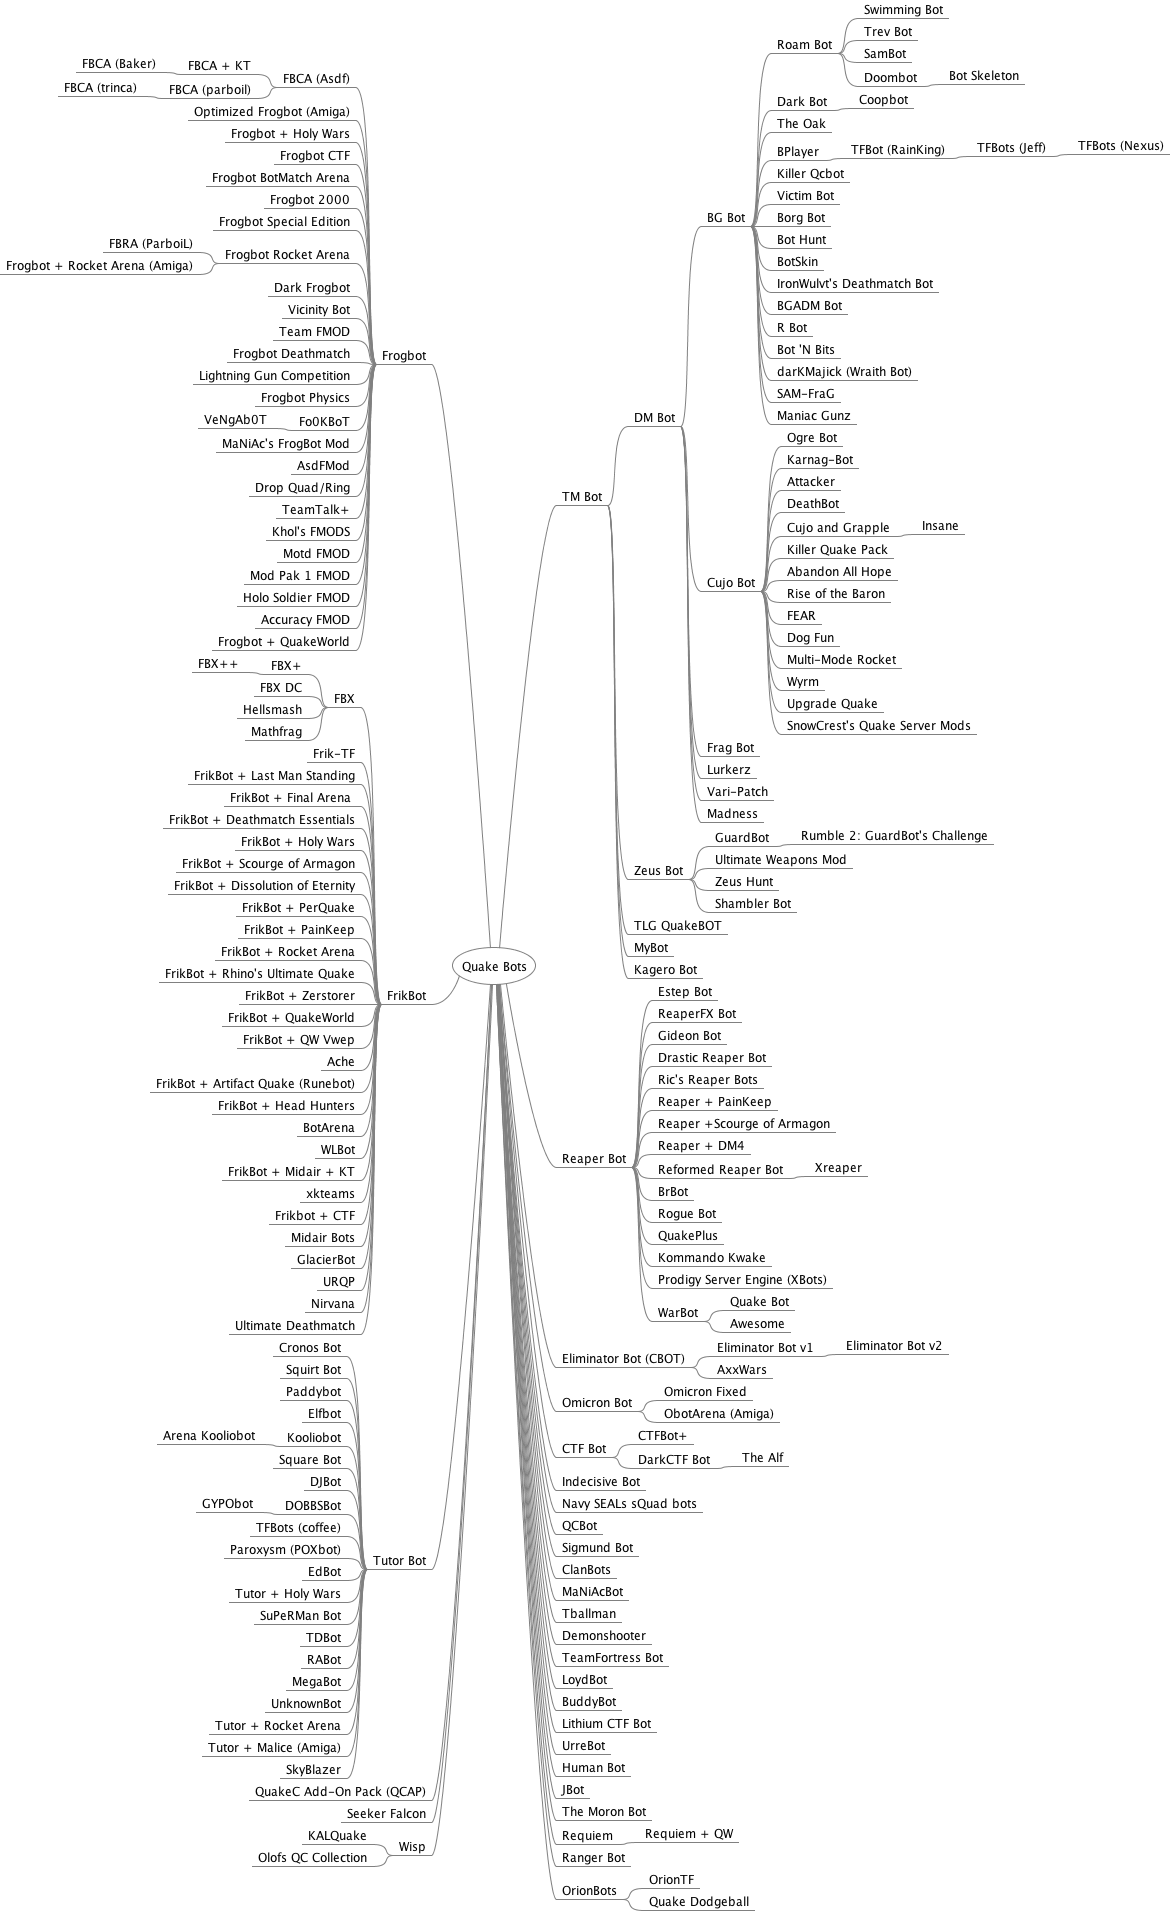 Quake Bots
Frogbot
FBCA (Asdf)
FBCA + KT
FBCA (Baker)
FBCA (parboil)
FBCA (trinca)
Optimized Frogbot (Amiga)
Frogbot + Holy Wars
Frogbot CTF
Frogbot BotMatch Arena
Frogbot 2000
Frogbot Special Edition
Frogbot Rocket Arena
FBRA (ParboiL)
Frogbot + Rocket Arena (Amiga)
Dark Frogbot
Vicinity Bot
Team FMOD
Frogbot Deathmatch
Lightning Gun Competition
Frogbot Physics
Fo0KBoT
VeNgAb0T
MaNiAc's FrogBot Mod
AsdFMod
Drop Quad/Ring
TeamTalk+
Khol's FMODS
Motd FMOD
Mod Pak 1 FMOD
Holo Soldier FMOD
Accuracy FMOD
Frogbot + QuakeWorld
FrikBot
FBX
FBX+
FBX++
FBX DC
Hellsmash
Mathfrag
Frik-TF
FrikBot + Last Man Standing
FrikBot + Final Arena
FrikBot + Deathmatch Essentials
FrikBot + Holy Wars
FrikBot + Scourge of Armagon
FrikBot + Dissolution of Eternity
FrikBot + PerQuake
FrikBot + PainKeep
FrikBot + Rocket Arena
FrikBot + Rhino's Ultimate Quake
FrikBot + Zerstorer
FrikBot + QuakeWorld
FrikBot + QW Vwep
Ache
FrikBot + Artifact Quake (Runebot)
FrikBot + Head Hunters
BotArena
WLBot
FrikBot + Midair + KT
xkteams
Frikbot + CTF
Midair Bots
GlacierBot
URQP
Nirvana
Ultimate Deathmatch
Tutor Bot
Cronos Bot
Squirt Bot
Paddybot
Elfbot
Kooliobot
Arena Kooliobot
Square Bot
DJBot
DOBBSBot
GYPObot
TFBots (coffee)
Paroxysm (POXbot)
EdBot
Tutor + Holy Wars
SuPeRMan Bot
TDBot
RABot
MegaBot
UnknownBot
Tutor + Rocket Arena
Tutor + Malice (Amiga)
SkyBlazer
QuakeC Add-On Pack (QCAP)
Seeker Falcon
Wisp
KALQuake
Olofs QC Collection
TM Bot
DM Bot
BG Bot
Roam Bot
Swimming Bot
Trev Bot
SamBot
Doombot
Bot Skeleton
Dark Bot
Coopbot
The Oak
BPlayer
TFBot (RainKing)
TFBots (Jeff)
TFBots (Nexus)
Killer Qcbot
Victim Bot
Borg Bot
Bot Hunt
BotSkin
IronWulvt's Deathmatch Bot
BGADM Bot
R Bot
Bot 'N Bits
darKMajick (Wraith Bot)
SAM-FraG
Maniac Gunz
Cujo Bot
Ogre Bot
Karnag-Bot
Attacker
DeathBot
Cujo and Grapple
Insane
Killer Quake Pack
Abandon All Hope
Rise of the Baron
FEAR
Dog Fun
Multi-Mode Rocket
Wyrm
Upgrade Quake
SnowCrest's Quake Server Mods
Frag Bot
Lurkerz
Vari-Patch
Madness
Zeus Bot
GuardBot
Rumble 2: GuardBot's Challenge
Ultimate Weapons Mod
Zeus Hunt
Shambler Bot
TLG QuakeBOT
MyBot
Kagero Bot
Reaper Bot
Estep Bot
ReaperFX Bot
Gideon Bot
Drastic Reaper Bot
Ric's Reaper Bots
Reaper + PainKeep
Reaper +Scourge of Armagon
Reaper + DM4
Reformed Reaper Bot
Xreaper
BrBot
Rogue Bot
QuakePlus
Kommando Kwake
Prodigy Server Engine (XBots)
WarBot
Quake Bot
Awesome
Eliminator Bot (CBOT)
Eliminator Bot v1
Eliminator Bot v2
AxxWars
Omicron Bot
Omicron Fixed
ObotArena (Amiga)
CTF Bot
CTFBot+
DarkCTF Bot
The Alf
Indecisive Bot
Navy SEALs sQuad bots
QCBot
Sigmund Bot
ClanBots
MaNiAcBot
Tballman
Demonshooter
TeamFortress Bot
LoydBot
BuddyBot
Lithium CTF Bot
UrreBot
Human Bot
JBot
The Moron Bot
Requiem
Requiem + QW
Ranger Bot
OrionBots
OrionTF
Quake Dodgeball